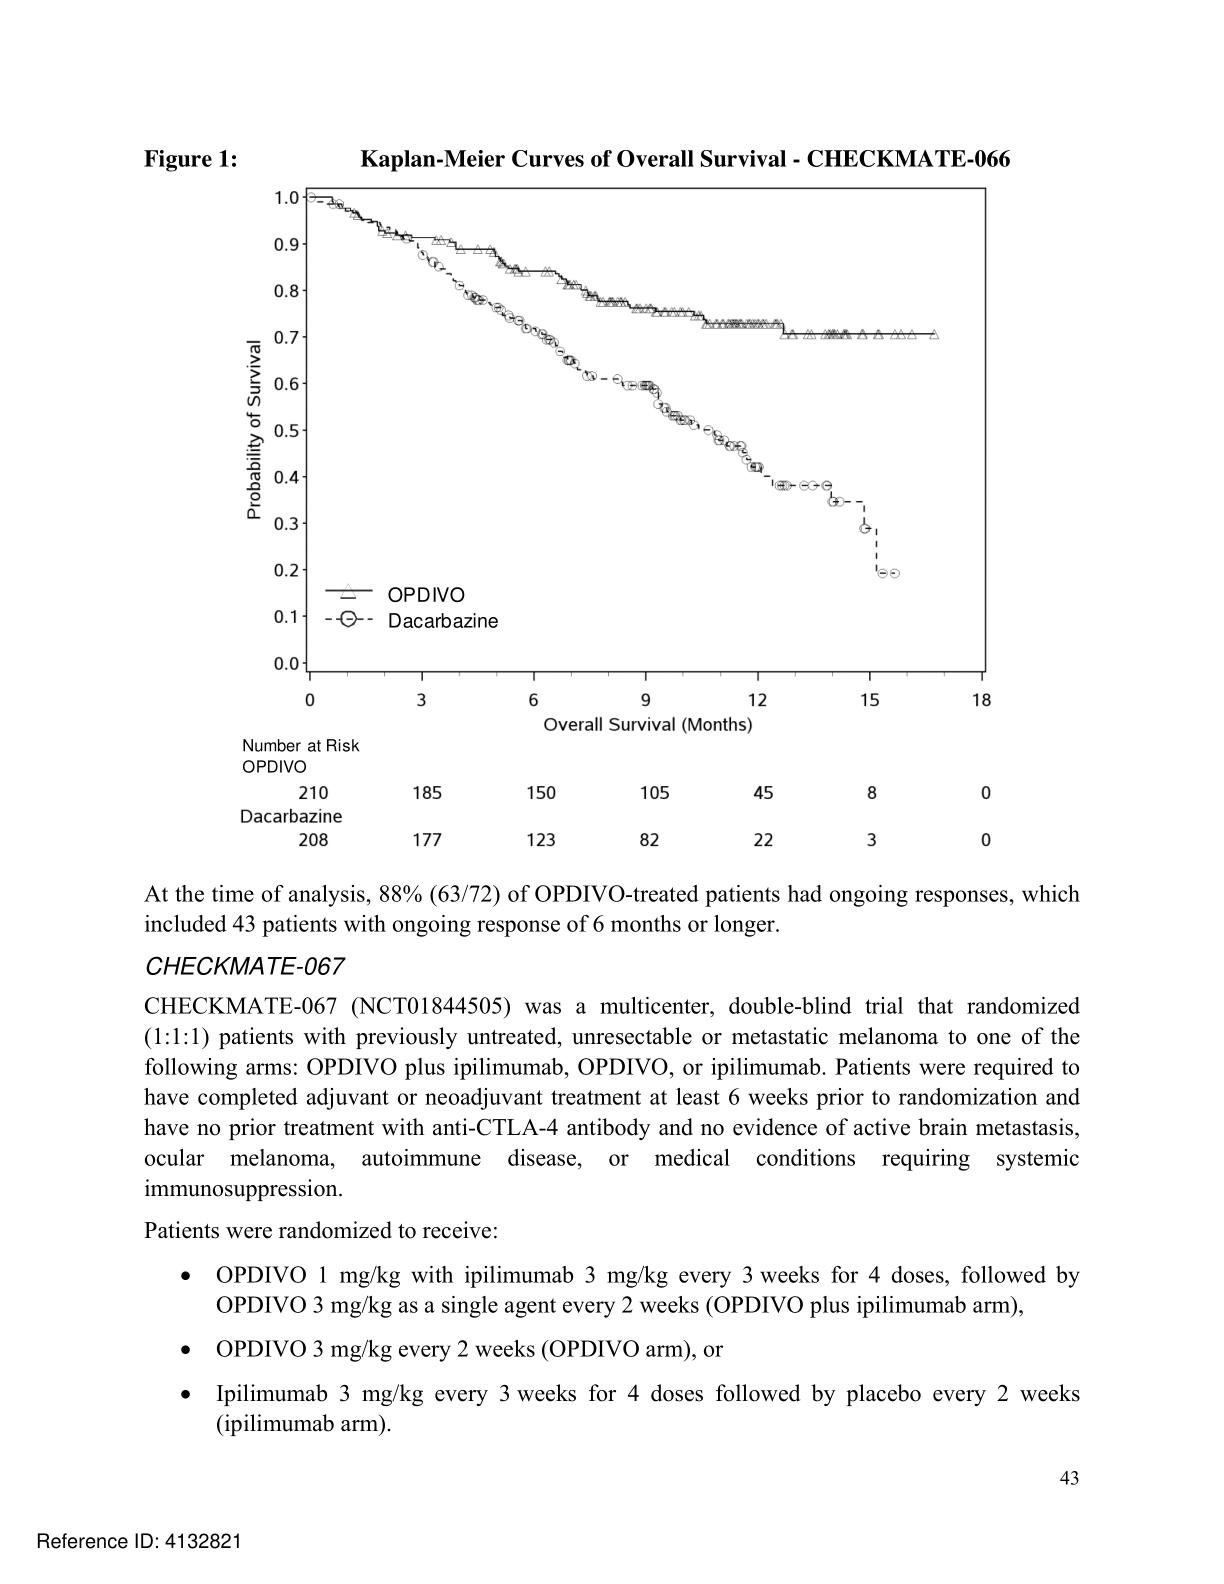 Figure 1: Kaplan-Meier Curves of Overall Survival - CHECKMATE-066
1.0
0.9
0.8
0.7
0.6
0.5
0.4
0.3
0.2
0.1
0.0
Probability of Survival
OPDIVO
Dacarbazine
0 3 6 9 12 15 18
Overall Survival (Months)
Number at Risk
OPDIVO
210 185 150 105 45 8 0
Dacarbazine
208 177 123 82 22 3 0
At the time of analysis, 88% (63/72) of OPDIVO-treated patients had ongoing responses, which
included 43 patients with ongoing response of 6 months or longer.
CHECKMATE-067
CHECKMATE-067 (NCT01844505) was a multicenter, double-blind trial that randomized
(1:1:1) patients with previously untreated, unresectable or metastatic melanoma to one of the
following arms: OPDIVO plus ipilimumab, OPDIVO, or ipilimumab. Patients were required to
have completed adjuvant or neoadjuvant treatment at least 6 weeks prior to randomization and
have no prior treatment with anti-CTLA-4 antibody and no evidence of active brain metastasis,
ocular melanoma, autoimmune disease, or medical conditions requiring systemic
immunosuppression.
Patients were randomized to receive:
• OPDIVO 1 mg/kg with ipilimumab 3 mg/kg every 3 weeks for 4 doses, followed by
OPDIVO 3 mg/kg as a single agent every 2 weeks (OPDIVO plus ipilimumab arm),
• OPDIVO 3 mg/kg every 2 weeks (OPDIVO arm), or
• Ipilimumab 3 mg/kg every 3 weeks for 4 doses followed by placebo every 2 weeks
(ipilimumab arm).
43
Reference ID: 4132821